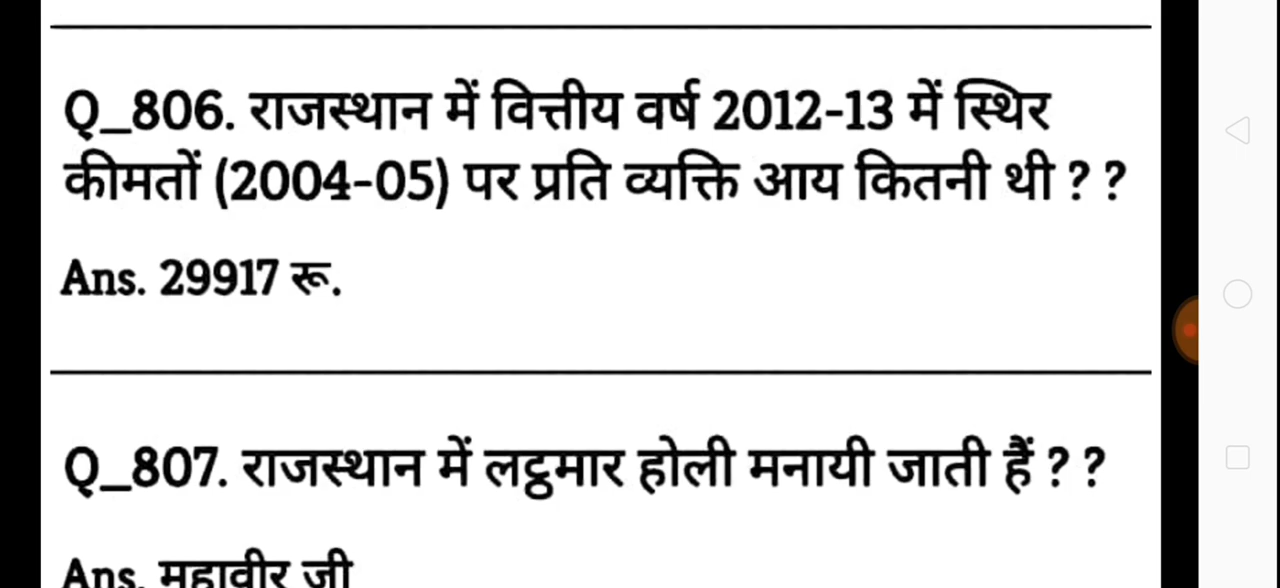 Q_806. राजस्थान में वित्तीय वर्ष 2012-13 में स्थिर
कीमतों (2004-05) पर प्रति व्यक्ति आय कितनी थी ? ?
Ans. 29917 रू.
Q_807. राजस्थान में लट्ठमार होली मनायी जाती हैं ? ?
Ans. महावीर जी